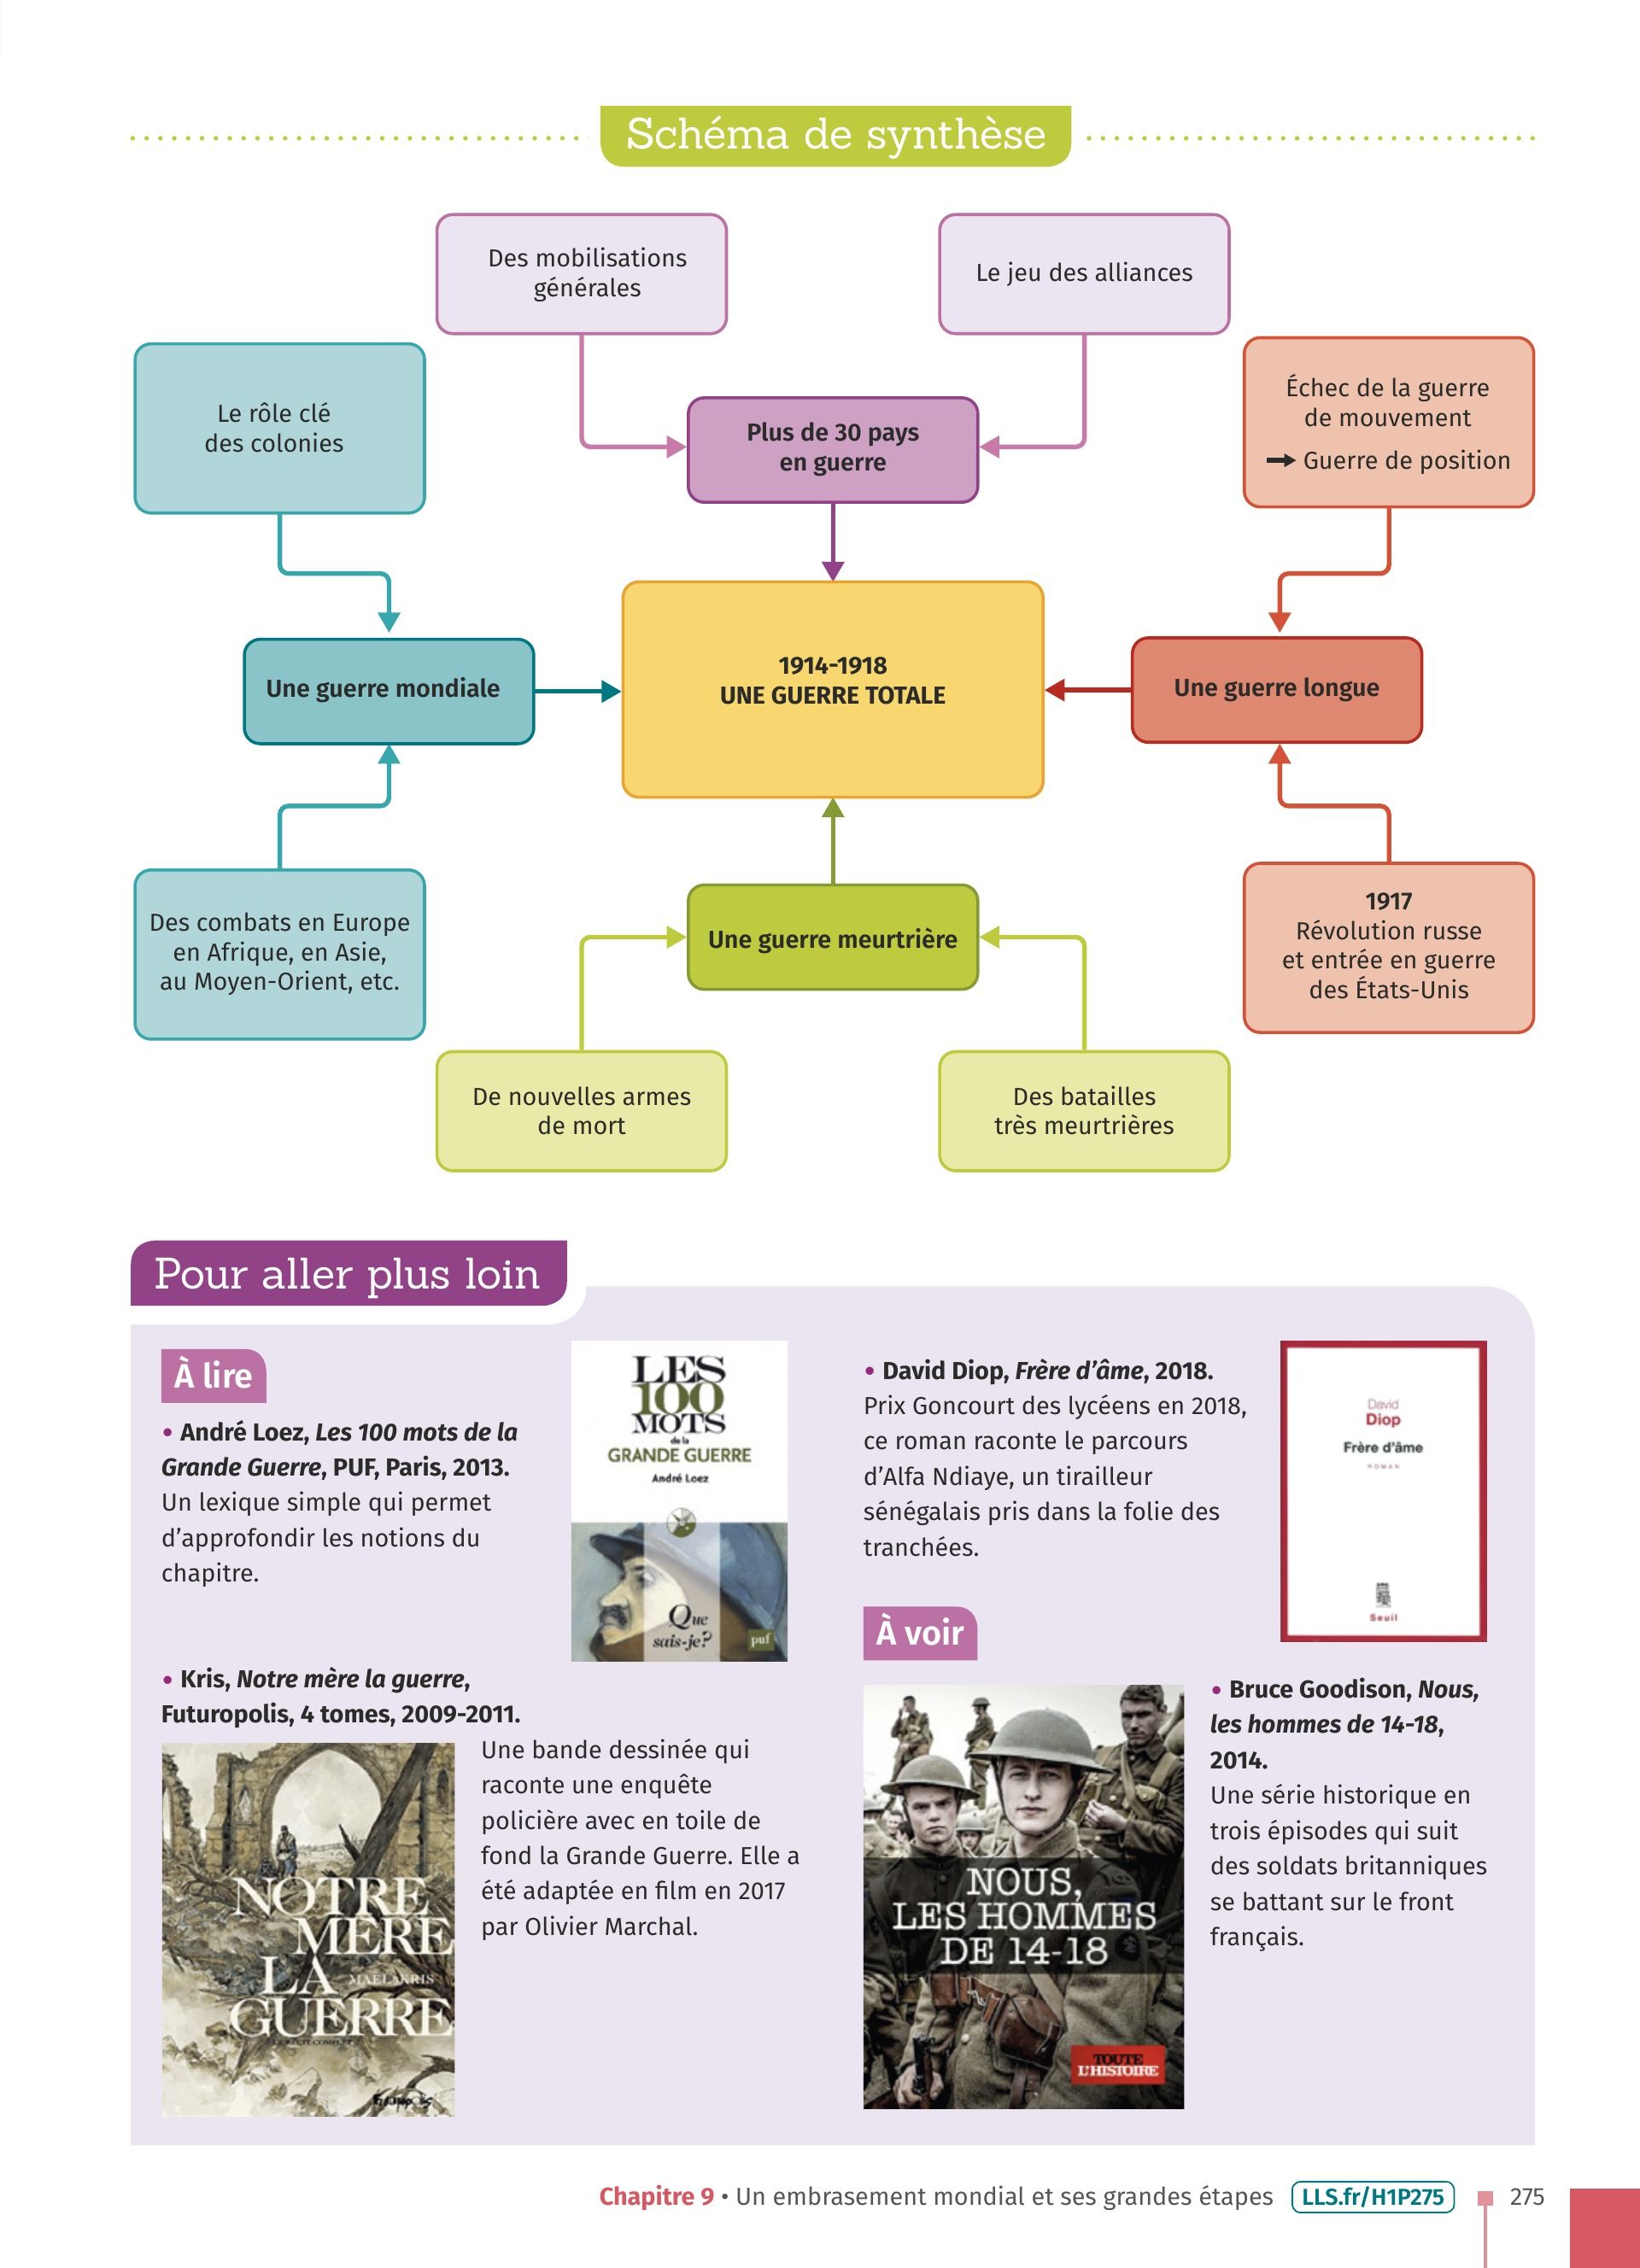 Schéma de synthèse
Des mobilisations
générales
Le jeu des alliances
Le rôle clé
des colonies
Plus de 30 pays
en guerre
Échec de la guerre
de mouvement
→ Guerre de position
Une guerre mondiale
1914-1918
UNE GUERRE TOTALE
Une guerre longue
Des combats en Europe
en Afrique, en Asie,
au Moyen-Orient, etc.
Une guerre meurtrière
1917
Révolution russe
et entrée en guerre
des États-Unis
De nouvelles armes
de mort
Des batailles
très meurtrières
Pour aller plus loin
À lire
• André Loez, Les 100 mots de la
Grande Guerre, PUF, Paris, 2013.
Un lexique simple qui permet
d’approfondir les notions du
chapitre.
LES
100
MOTS
de la
GRANDE GUERRE
André Loez
Que
sais-je?
puf
• Kris, Notre mère la guerre,
Futuropolis, 4 tomes, 2009-2011.
Une bande dessinée qui
raconte une enquête
policière avec en toile de
fond la Grande Guerre. Elle a
été adaptée en film en 2017
par Olivier Marchal.
NOTRE
MÈRE
LA
MAEL KRIS
GUERRE
• David Diop, Frère d’âme, 2018.
Prix Goncourt des lycéens en 2018,
ce roman raconte le parcours
d’Alfa Ndiaye, un tirailleur
sénégalais pris dans la folie des
tranchées.
David
Diop
Frère d’âme
ROMAN
Seuil
À voir
NOUS,
LES HOMMES
DE 14-18
TOUTE
L’HISTOIRE
• Bruce Goodison, Nous,
les hommes de 14-18,
2014.
Une série historique en
trois épisodes qui suit
des soldats britanniques
se battant sur le front
français.
Chapitre 9 • Un embrasement mondial et ses grandes étapes LLS.fr/H1P275 275